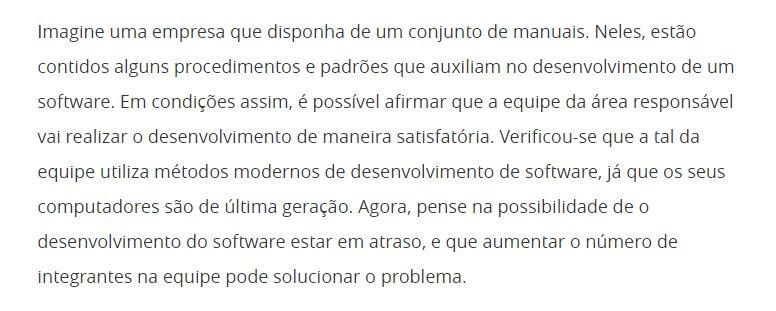 Imagine uma empresa que disponha de um conjunto de manuais. Neles, estão
contidos alguns procedimentos e padrões que auxiliam no desenvolvimento de um
software. Em condições assim, é possível afirmar que a equipe da área responsável
vai realizar o desenvolvimento de maneira satisfatória. Verificou-se que a tal da
equipe utiliza métodos modernos de desenvolvimento de software, já que os seus
computadores são de última geração. Agora, pense na possibilidade de o
desenvolvimento do software estar em atraso, e que aumentar o número de
integrantes na equipe pode solucionar o problema.